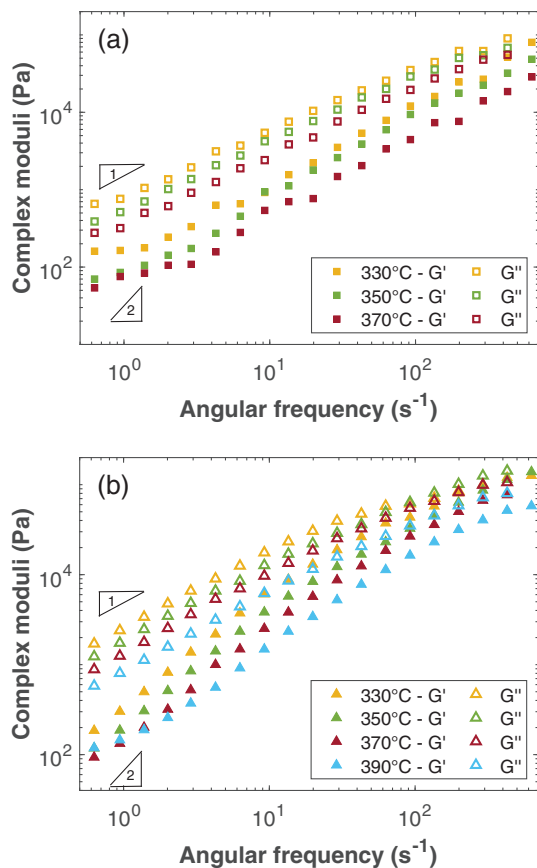 (a)
Complex moduli (Pa)
10^4
10^2
1
2
330°C - G' G''
350°C - G' G''
370°C - G' G''
10^0 10^1 10^2
Angular frequency (s^-1)
(b)
Complex moduli (Pa)
10^4
10^2
1
2
330°C - G' G''
350°C - G' G''
370°C - G' G''
390°C - G' G''
10^0 10^1 10^2
Angular frequency (s^-1)